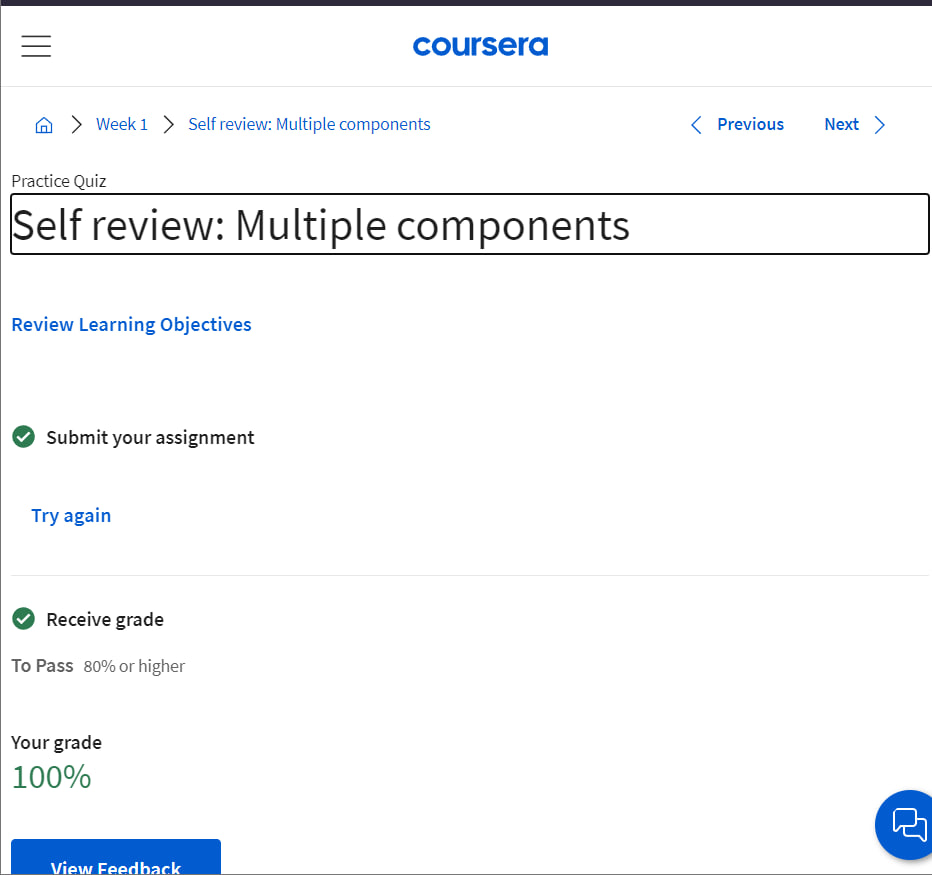 coursera
Week 1 Self review: Multiple components Previous Next
Practice Quiz
Self review: Multiple components
Review Learning Objectives
Submit your assignment
Try again
Receive grade
To Pass 80% or higher
Your grade
100%
View Feedback